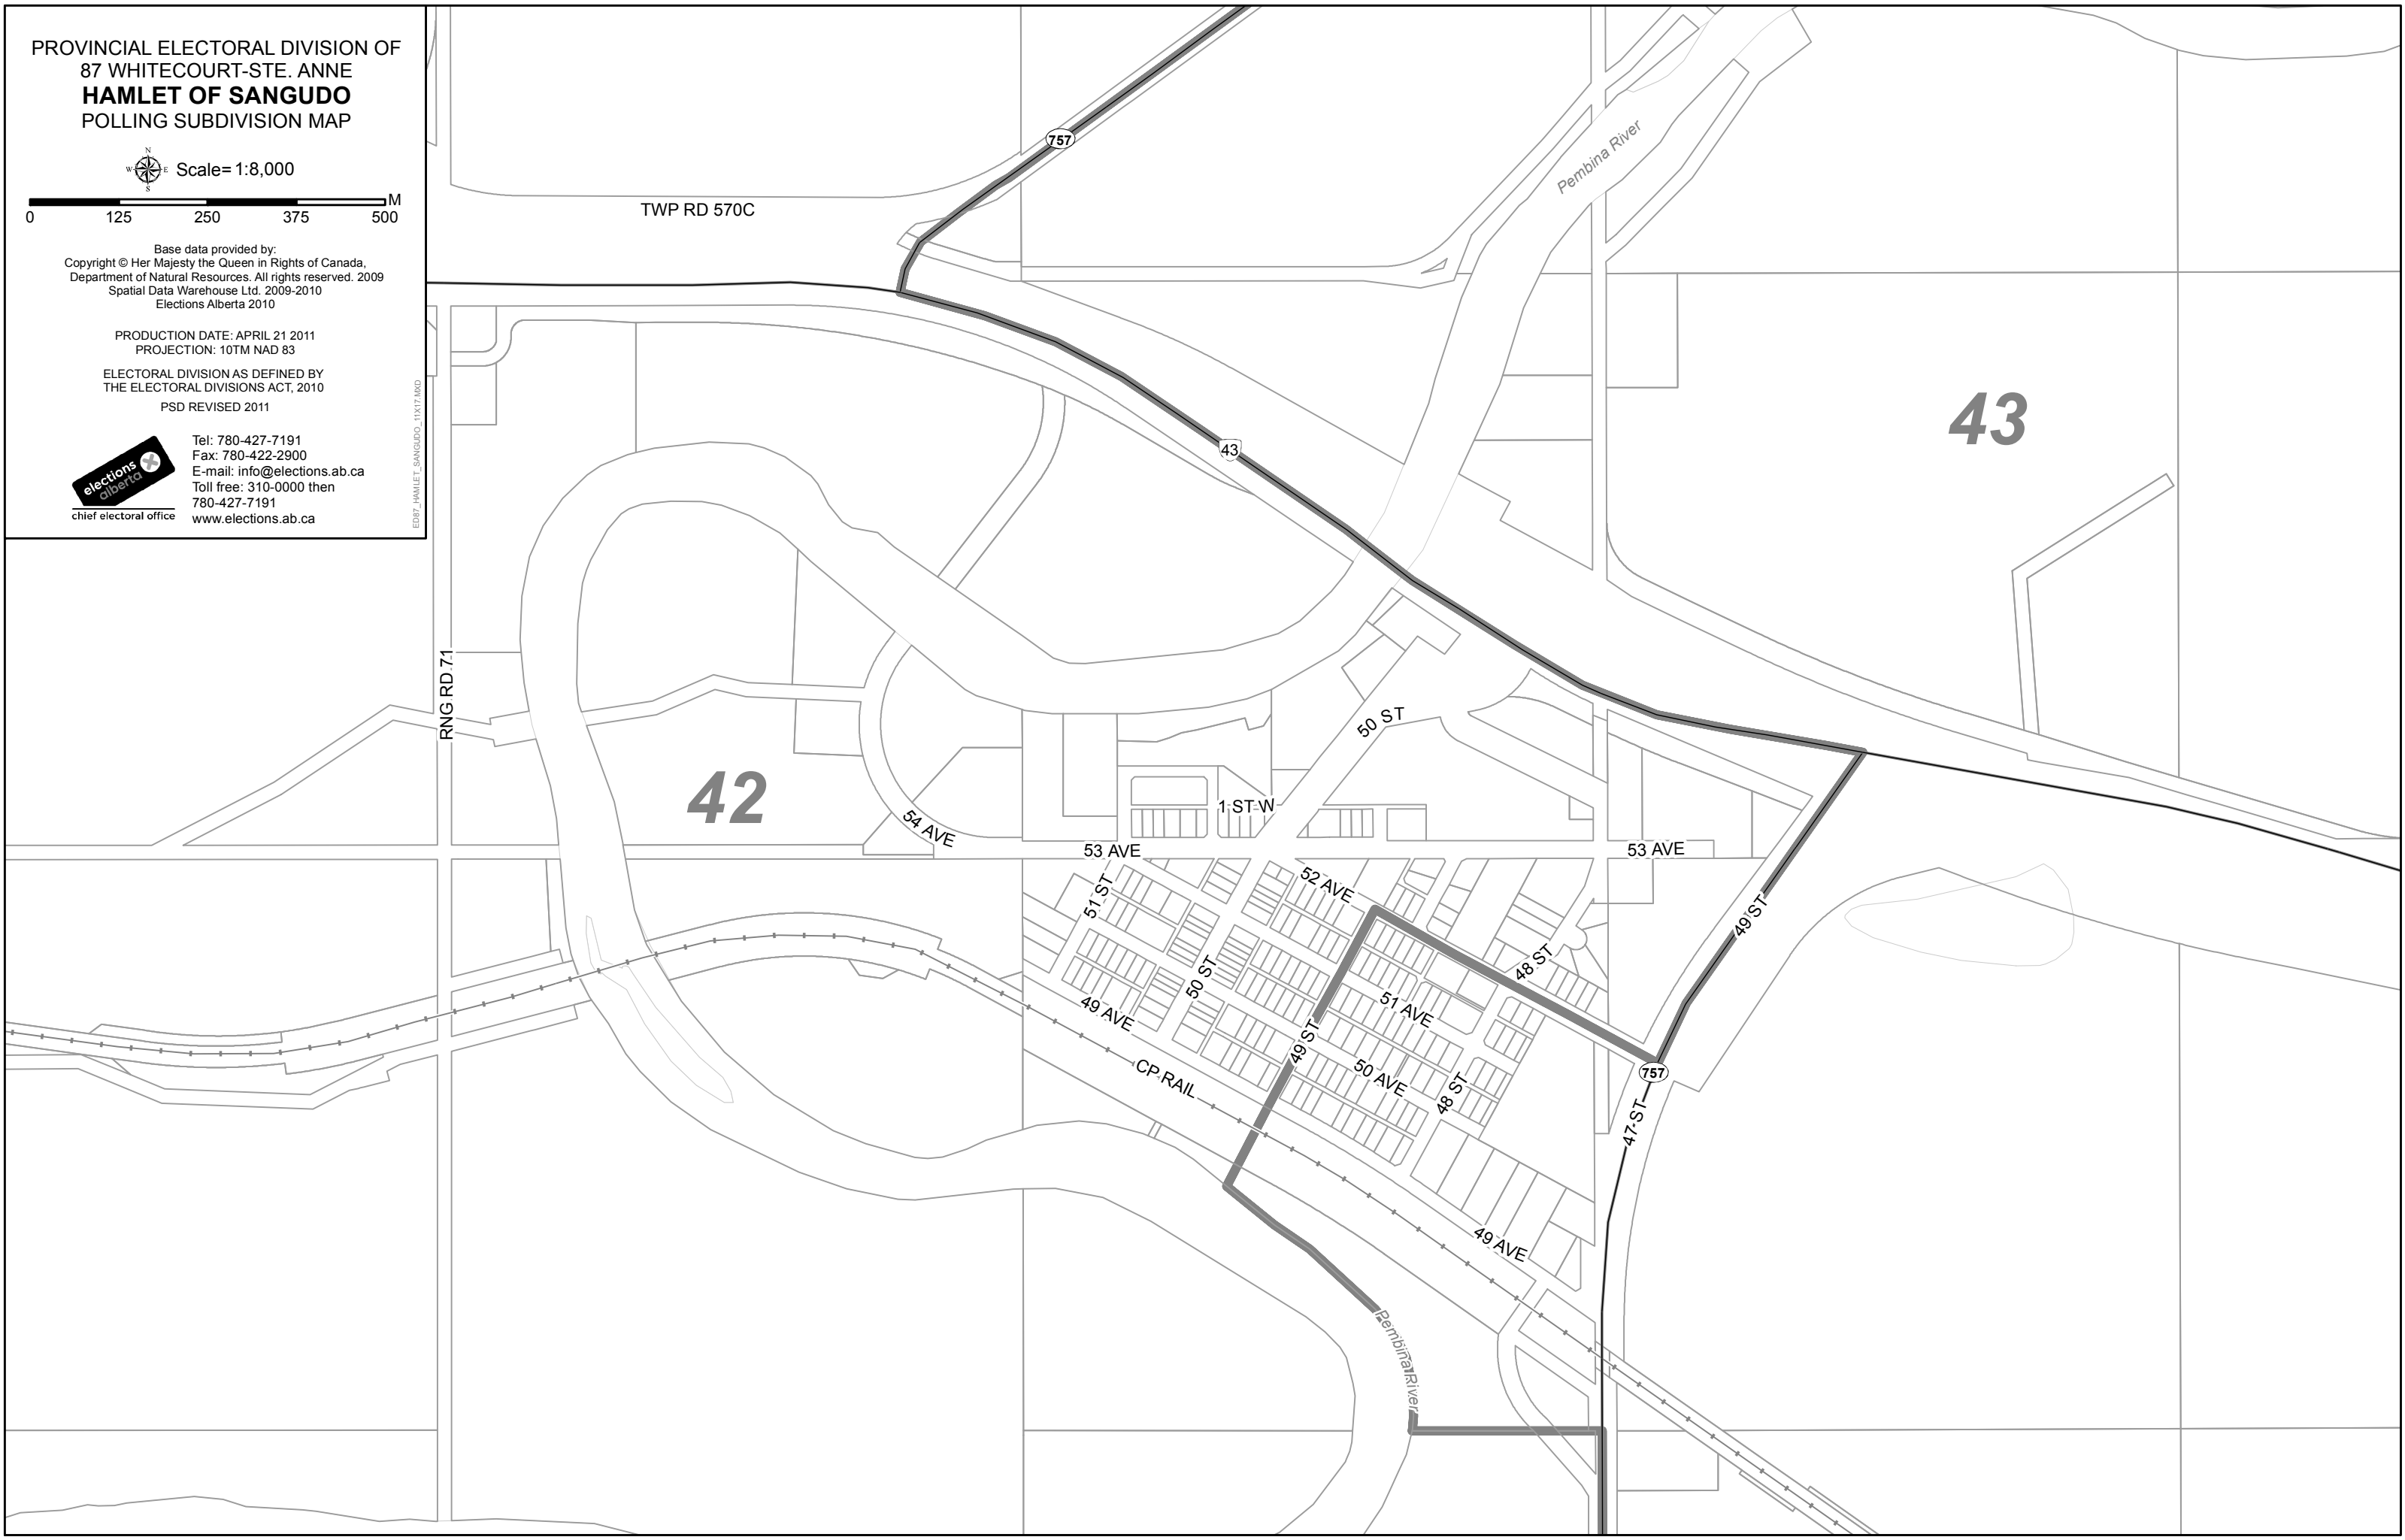 PROVINCIAL ELECTORAL DIVISION OF
87 WHITECOURT-STE. ANNE
HAMLET OF SANGUDO
POLLING SUBDIVISION MAP
N
W E
S
Scale= 1:8,000
M
0 125 250 375 500
Base data provided by:
Copyright © Her Majesty the Queen in Rights of Canada,
Department of Natural Resources. All rights reserved. 2009
Spatial Data Warehouse Ltd. 2009-2010
Elections Alberta 2010
PRODUCTION DATE: APRIL 21 2011
PROJECTION: 10TM NAD 83
ELECTORAL DIVISION AS DEFINED BY
THE ELECTORAL DIVISIONS ACT, 2010
PSD REVISED 2011
elections
alberta
chief electoral office
Tel: 780-427-7191
Fax: 780-422-2900
E-mail: info@elections.ab.ca
Toll free: 310-0000 then
780-427-7191
www.elections.ab.ca
ED87_HAMLET_SANGUDO_11X17.MXD
757
Pembina River
TWP RD 570C
43
43
RNG RD 71
50 ST
42
1 ST W
54 AVE
53 AVE
53 AVE
52 AVE
51 ST
49 ST
48 ST
50 ST
51 AVE
49 AVE
49 ST
CP RAIL
50 AVE
48 ST
757
47 ST
49 AVE
Pembina River